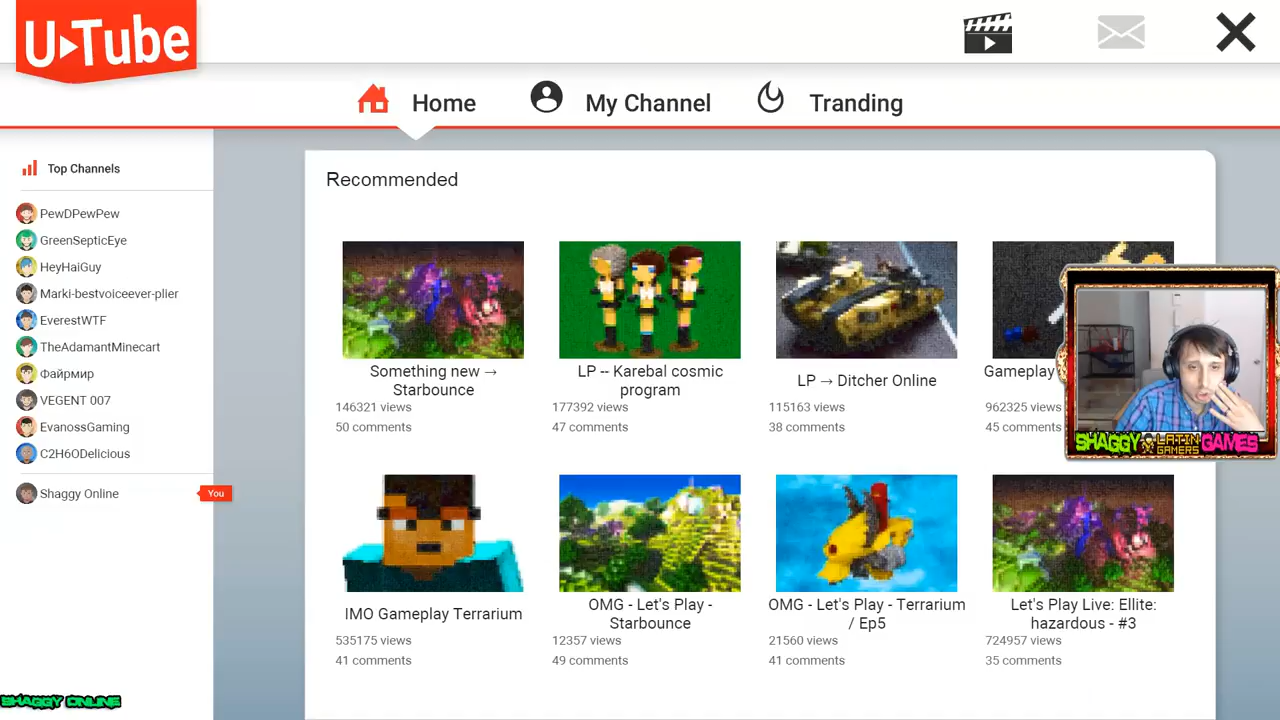 U Tube
Home
My Channel
Tranding
Top Channels
PewDPewPew
GreenSepticEye
HeyHaiGuy
Marki-bestvoiceever-plier
EverestWTF
TheAdamantMinecart
Файрмир
VEGENT 007
EvanossGaming
C2H6ODelicious
Shaggy Online
You
Recommended
Something new →
Starbounce
146321 views
50 comments
LP -- Karebal cosmic
program
177392 views
47 comments
LP → Ditcher Online
115163 views
38 comments
Gameplay
962325 views
45 comments
SHAGGY LATIN GAMERS GAMES
IMO Gameplay Terrarium
535175 views
41 comments
OMG - Let's Play -
Starbounce
12357 views
49 comments
OMG - Let's Play - Terrarium
/ Ep5
21560 views
41 comments
Let's Play Live: Ellite:
hazardous - #3
724957 views
35 comments
SHAGGY ONLINE